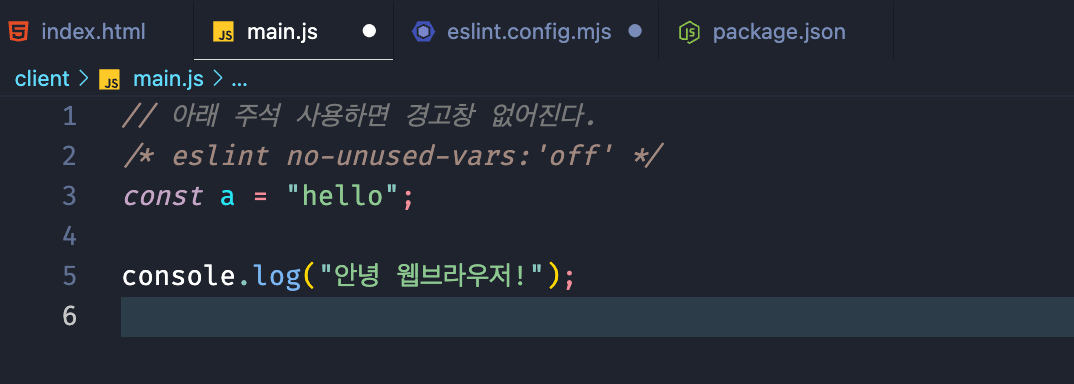 index.html
JS main.js
eslint.config.mjs
JS package.json
client > JS main.js > ...
1 // 아래 주석 사용하면 경고창 없어진다.
2 /* eslint no-unused-vars:'off' */
3 const a = "hello";
4
5 console.log("안녕 웹브라우저!");
6